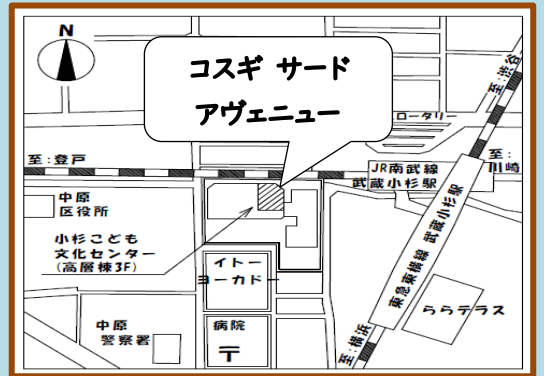 N
コスギ サード
アヴェニュー
ロータリー
至:渋谷
至:登戸
JR南武線
武蔵小杉駅
至:
川崎
中原
区役所
小杉こども
文化センター
(高層棟3F)
イトー
ヨーカドー
東急東横線 武蔵小杉駅
ららテラス
中原
警察署
病院
〒
至:横浜